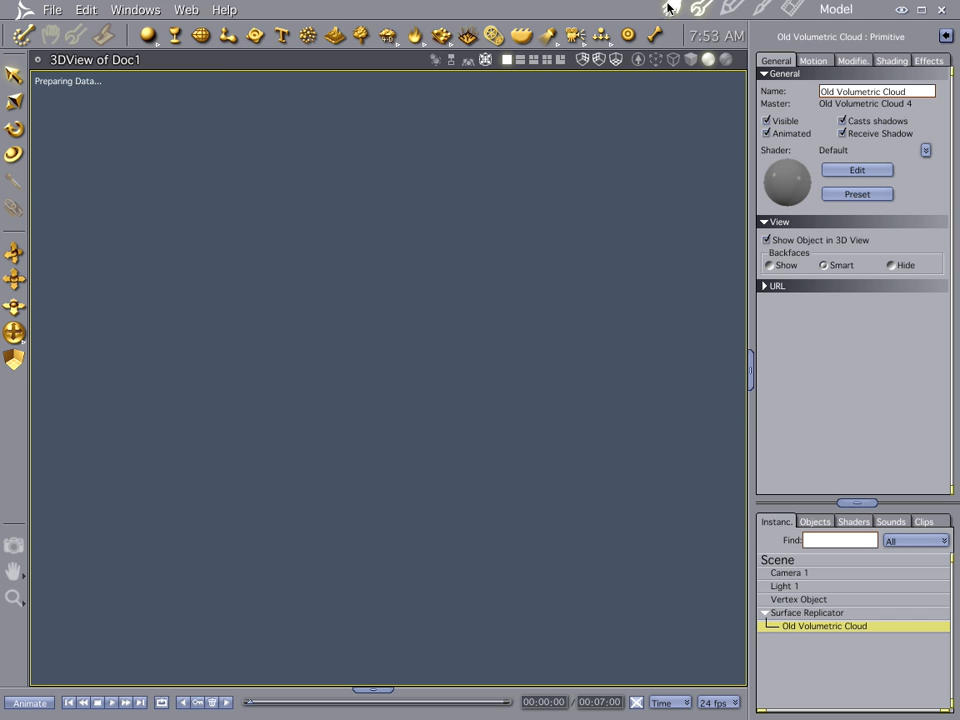 File Edit Windows Web Help Model
7:53 AM
Old Volumetric Cloud : Primitive
3DView of Doc1
General Motion Modifie. Shading Effects
Preparing Data...
General
Name: Old Volumetric Cloud
Master: Old Volumetric Cloud 4
Visible Casts shadows
Animated Receive Shadow
Shader: Default
Edit
Preset
View
Show Object in 3D View
Backfaces
Show Smart Hide
URL
Instanc. Objects Shaders Sounds Clips
Find: All
Scene
Camera 1
Light 1
Vertex Object
Surface Replicator
Old Volumetric Cloud
Animate 00:00:00 / 00:07:00 Time 24 fps